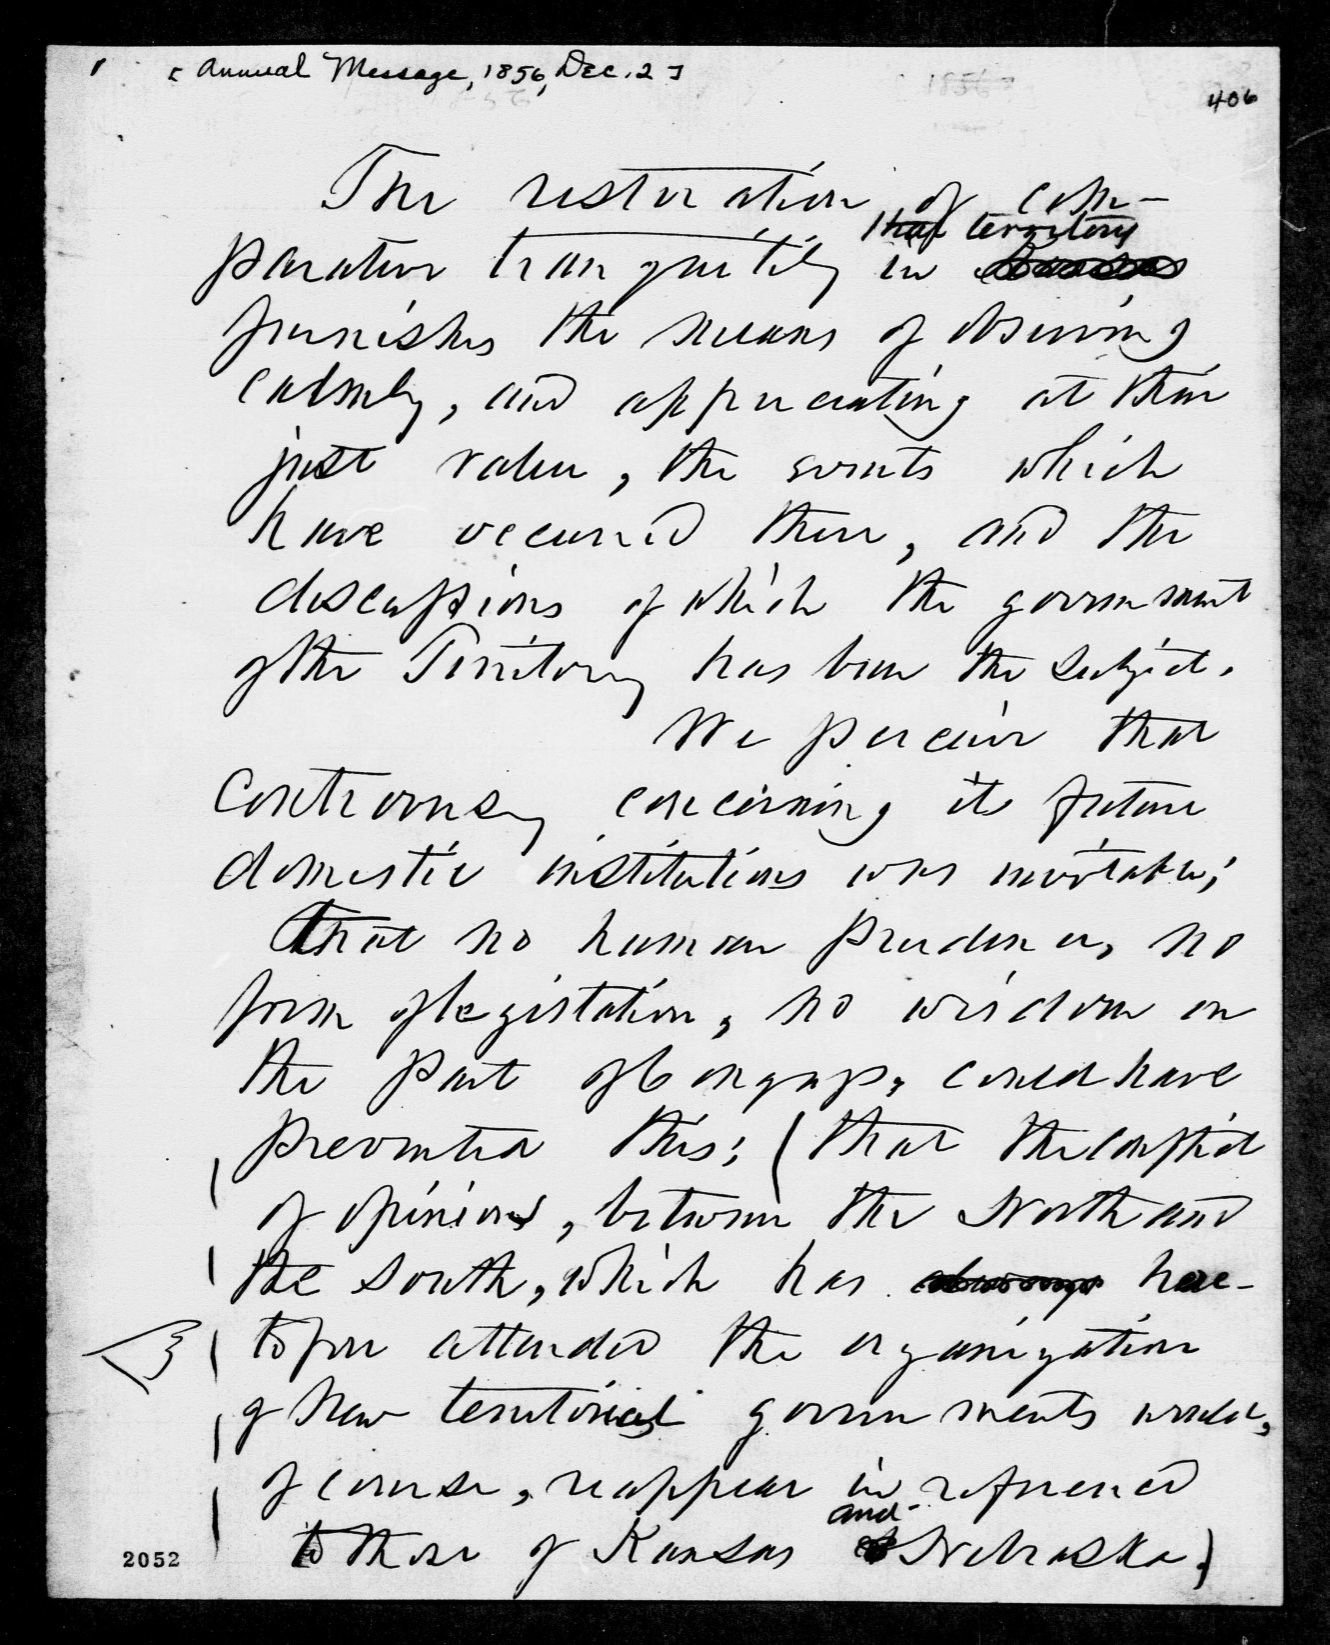 [Annual Message, 1856, Dec. 2]
1856
406
The restoration of com-
that territory
parative tranquility in
furnishes the means of observing
calmly, and appreciating at their
just value, the events which
have occurred there, and the
discussions of which the government
of the Territory has been the subject.
We perceive that
controversy concerning its future
domestic institutions was inevitable;
that no human prudence, no
form of legislation, no wisdom on
the part of Congress, could have
prevented this; (that the conflict
of opinions, between the North and
the South, which has always here-
tofore attended the organization
of new territorial governments would,
of course, reappear in reference
and
to those of Kansas Nebraska.)
2052